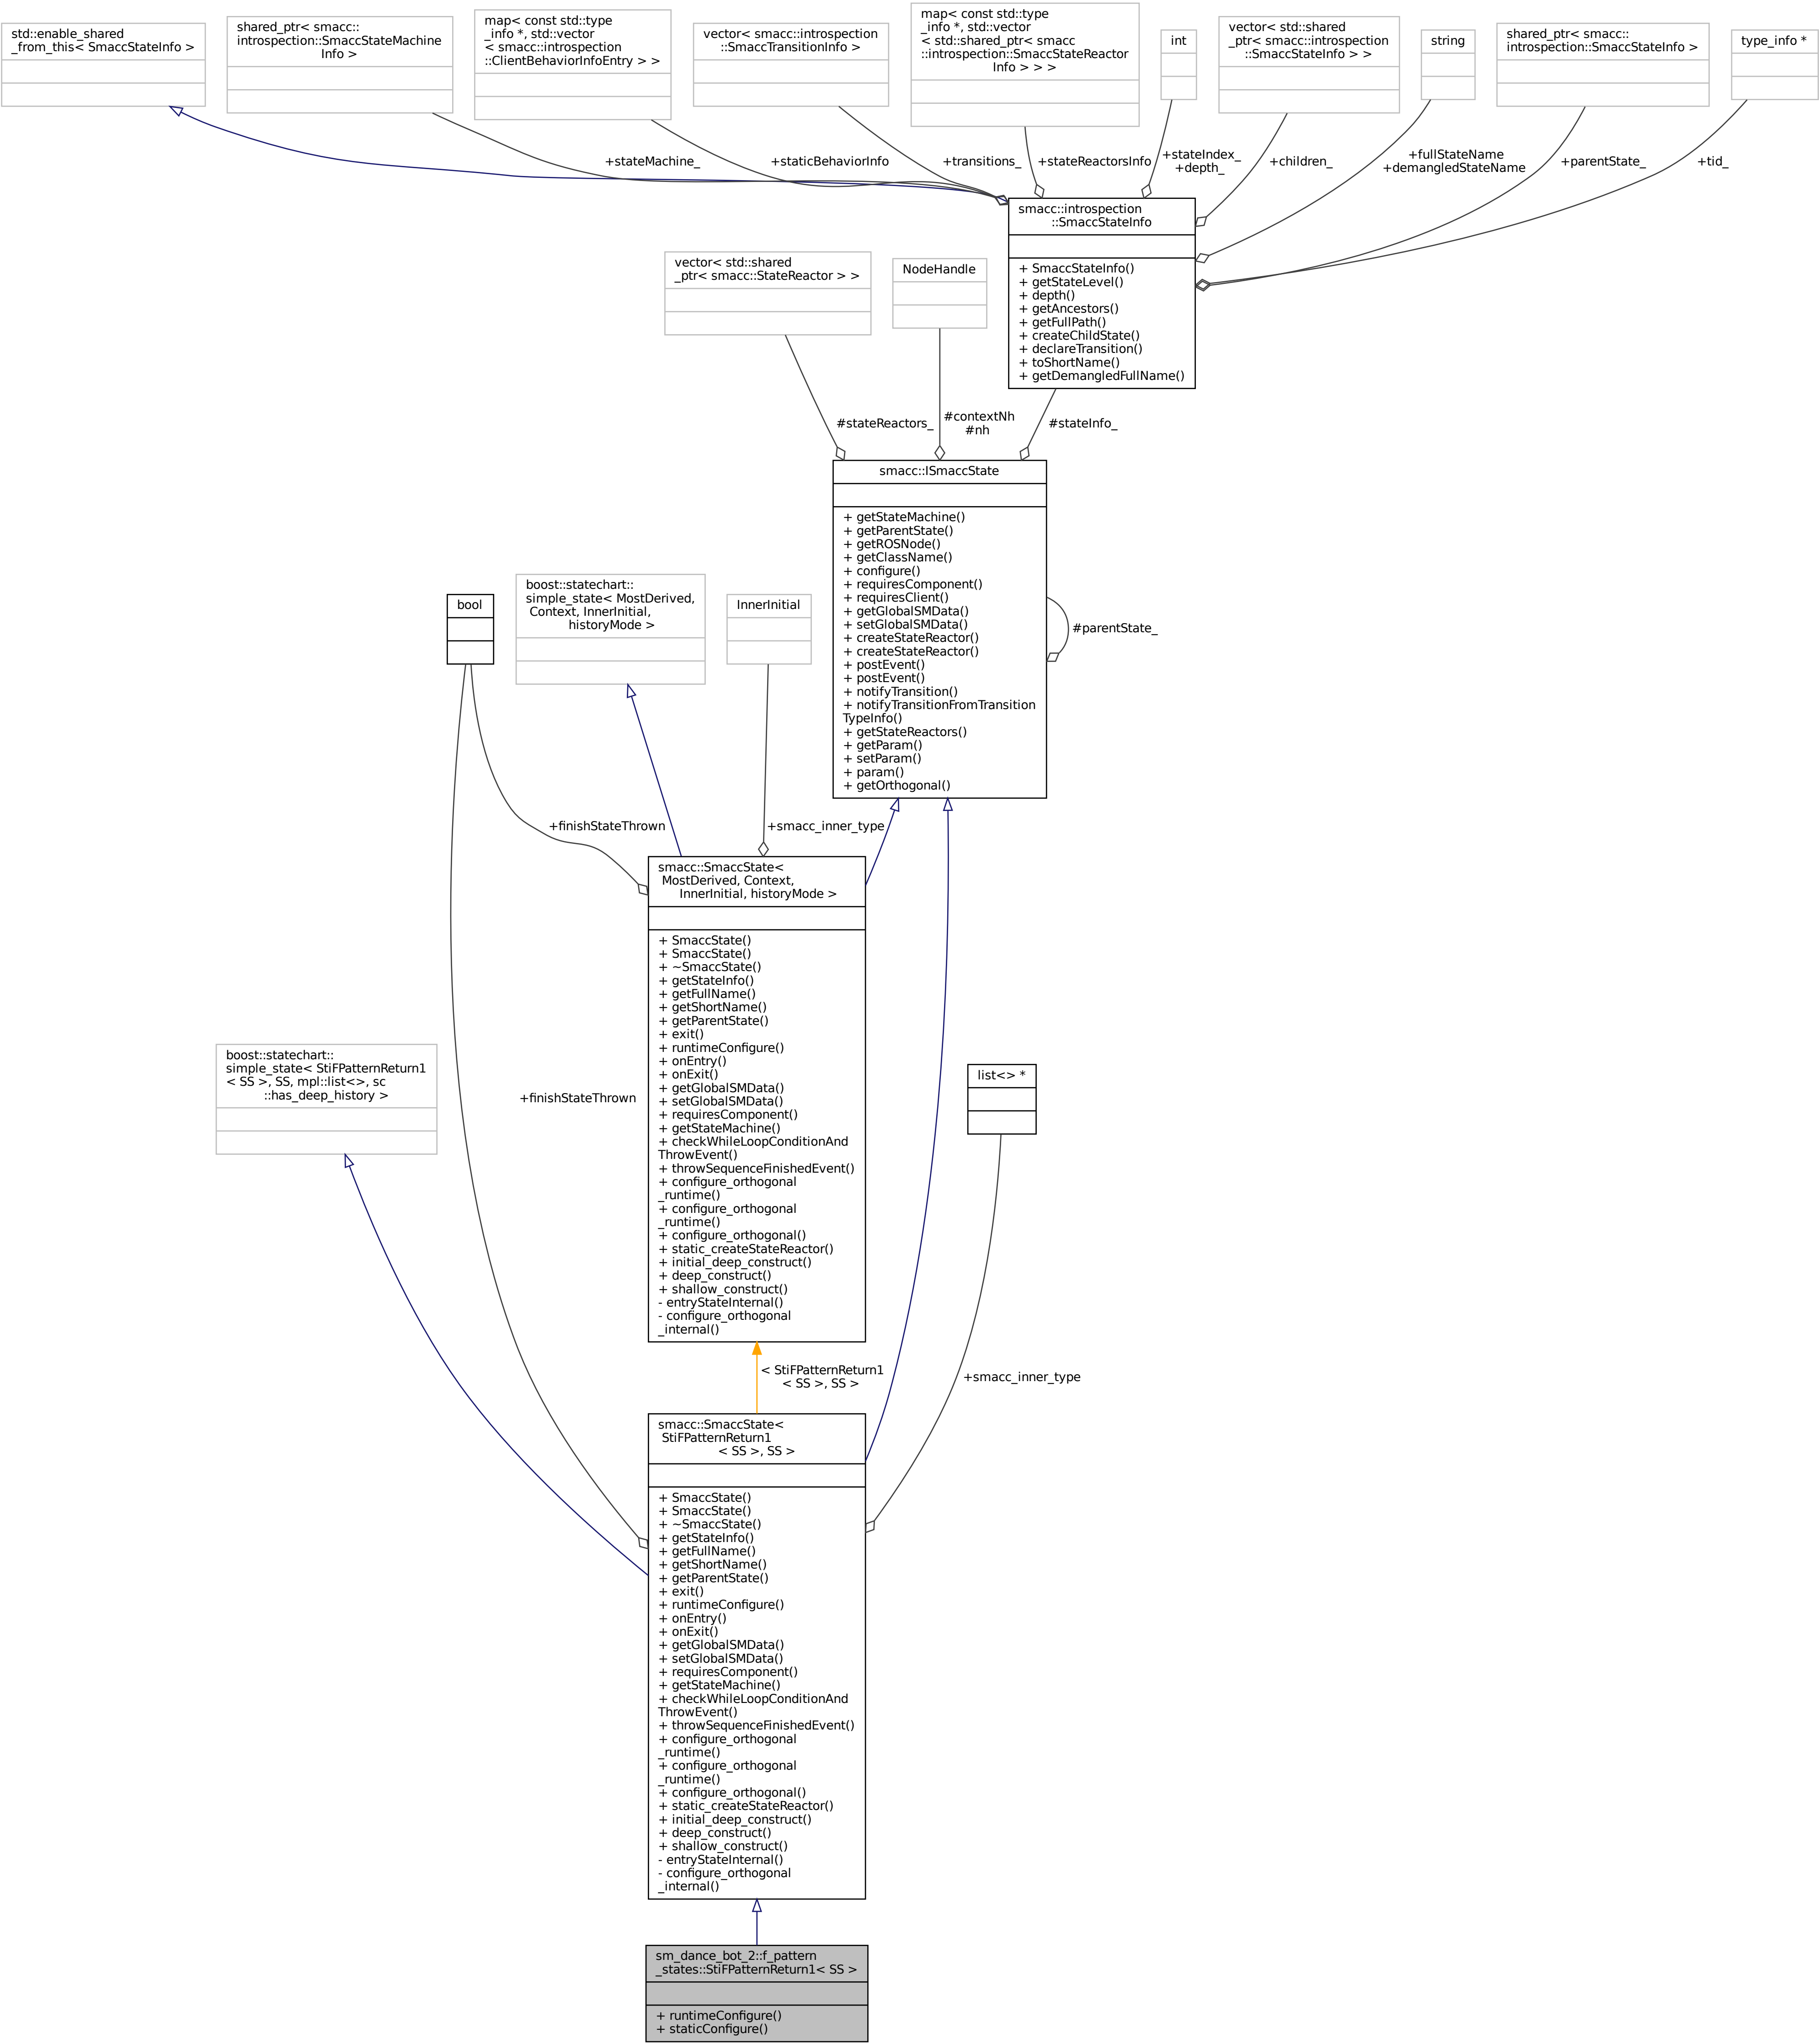 std::enable_shared
_from_this< SmaccStateInfo >
shared_ptr< smacc::
introspection::SmaccStateMachine
Info >
map< const std::type
_info *, std::vector
< smacc::introspection
::ClientBehaviorInfoEntry > >
vector< smacc::introspection
::SmaccTransitionInfo >
map< const std::type
_info *, std::vector
< std::shared_ptr< smacc
::introspection::SmaccStateReactor
Info > > >
int
vector< std::shared
_ptr< smacc::introspection
::SmaccStateInfo > >
string
shared_ptr< smacc::
introspection::SmaccStateInfo >
type_info *
+stateMachine_
+staticBehaviorInfo
+transitions_
+stateReactorsInfo
+stateIndex_
+depth_
+children_
+fullStateName
+demangledStateName
+parentState_
+tid_
smacc::introspection
::SmaccStateInfo
+ SmaccStateInfo()
+ getStateLevel()
+ depth()
+ getAncestors()
+ getFullPath()
+ createChildState()
+ declareTransition()
+ toShortName()
+ getDemangledFullName()
vector< std::shared
_ptr< smacc::StateReactor > >
NodeHandle
#stateReactors_
#contextNh
#nh
#stateInfo_
smacc::ISmaccState
+ getStateMachine()
+ getParentState()
+ getROSNode()
+ getClassName()
+ configure()
+ requiresComponent()
+ requiresClient()
+ getGlobalSMData()
+ setGlobalSMData()
+ createStateReactor()
+ createStateReactor()
+ postEvent()
+ postEvent()
+ notifyTransition()
+ notifyTransitionFromTransition
TypeInfo()
+ getStateReactors()
+ getParam()
+ setParam()
+ param()
+ getOrthogonal()
#parentState_
bool
boost::statechart::
simple_state< MostDerived,
Context, InnerInitial,
historyMode >
InnerInitial
+finishStateThrown
+smacc_inner_type
smacc::SmaccState<
MostDerived, Context,
InnerInitial, historyMode >
+ SmaccState()
+ SmaccState()
+ ~SmaccState()
+ getStateInfo()
+ getFullName()
+ getShortName()
+ getParentState()
+ exit()
+ runtimeConfigure()
+ onEntry()
+ onExit()
+ getGlobalSMData()
+ setGlobalSMData()
+ requiresComponent()
+ getStateMachine()
+ checkWhileLoopConditionAnd
ThrowEvent()
+ throwSequenceFinishedEvent()
+ configure_orthogonal
_runtime()
+ configure_orthogonal
_runtime()
+ configure_orthogonal()
+ static_createStateReactor()
+ initial_deep_construct()
+ deep_construct()
+ shallow_construct()
- entryStateInternal()
- configure_orthogonal
_internal()
boost::statechart::
simple_state< StiFPatternReturn1
< SS >, SS, mpl::list<>, sc
::has_deep_history >
+finishStateThrown
list<> *
< StiFPatternReturn1
< SS >, SS >
+smacc_inner_type
smacc::SmaccState<
StiFPatternReturn1
< SS >, SS >
+ SmaccState()
+ SmaccState()
+ ~SmaccState()
+ getStateInfo()
+ getFullName()
+ getShortName()
+ getParentState()
+ exit()
+ runtimeConfigure()
+ onEntry()
+ onExit()
+ getGlobalSMData()
+ setGlobalSMData()
+ requiresComponent()
+ getStateMachine()
+ checkWhileLoopConditionAnd
ThrowEvent()
+ throwSequenceFinishedEvent()
+ configure_orthogonal
_runtime()
+ configure_orthogonal
_runtime()
+ configure_orthogonal()
+ static_createStateReactor()
+ initial_deep_construct()
+ deep_construct()
+ shallow_construct()
- entryStateInternal()
- configure_orthogonal
_internal()
sm_dance_bot_2::f_pattern
_states::StiFPatternReturn1< SS >
+ runtimeConfigure()
+ staticConfigure()